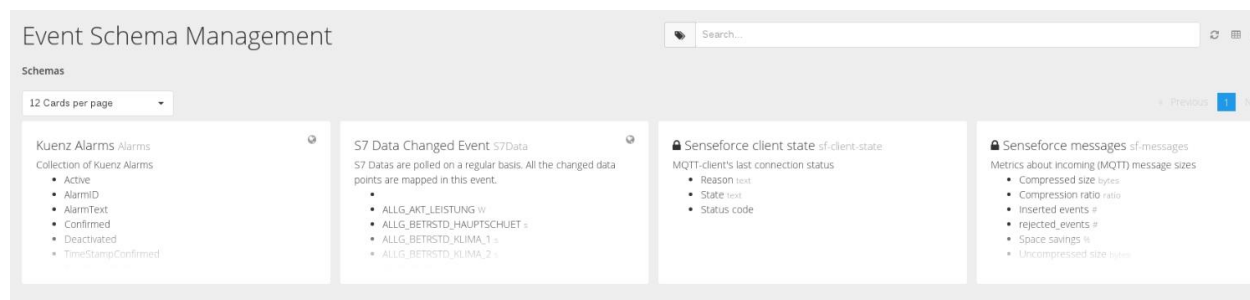 Event Schema Management
Search...
Schemas
12 Cards per page
« Previous 1 N
Kuenz Alarms Alarms
Collection of Kuenz Alarms
• Active
• AlarmID
• AlarmText
• Confirmed
• Deactivated
• TimeStampConfirmed
S7 Data Changed Event S7Data
S7 Datas are polled on a regular basis. All the changed data
points are mapped in this event.
•
• ALLG_AKT_LEISTUNG W
• ALLG_BETRSTD_HAUPTSCHUET s
• ALLG_BETRSTD_KLIMA_1 s
• ALLG_BETRSTD_KLIMA_2 s
Senseforce client state sf-client-state
MQTT-client's last connection status
• Reason text
• State text
• Status code
Senseforce messages sf-messages
Metrics about incoming (MQTT) message sizes
• Compressed size bytes
• Compression ratio ratio
• Inserted events #
• rejected_events #
• Space savings %
• Uncompressed size bytes